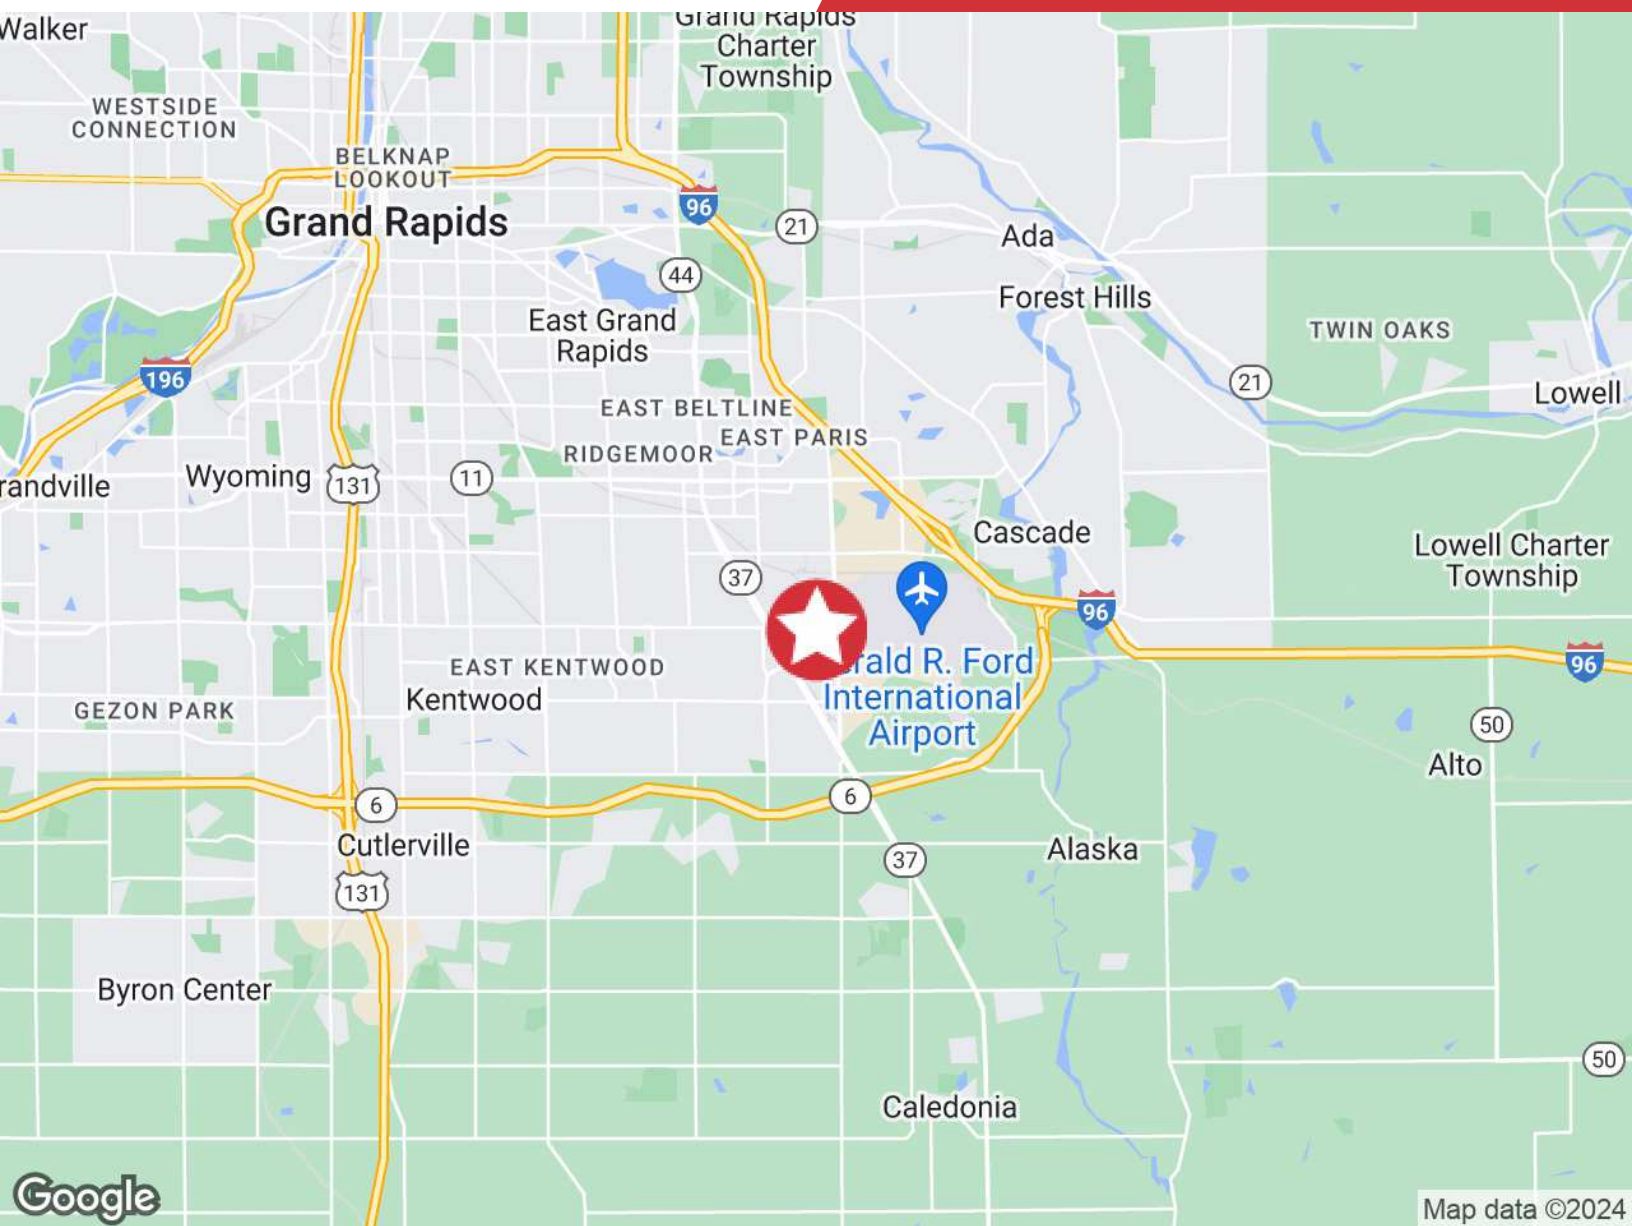 Walker
Grand Rapids
Charter
Township
WESTSIDE
CONNECTION
BELKNAP
LOOKOUT
Grand Rapids
96
21
44
Ada
Forest Hills
East Grand
Rapids
TWIN OAKS
196
21
Lowell
EAST BELTLINE
EAST PARIS
RIDGEMOOR
randville
Wyoming
131
11
Cascade
Lowell Charter
Township
37
96
96
EAST KENTWOOD
Kentwood
erald R. Ford
International
Airport
GEZON PARK
50
Alto
6
6
Cutlerville
Alaska
37
131
Byron Center
50
Caledonia
Google
Map data ©2024